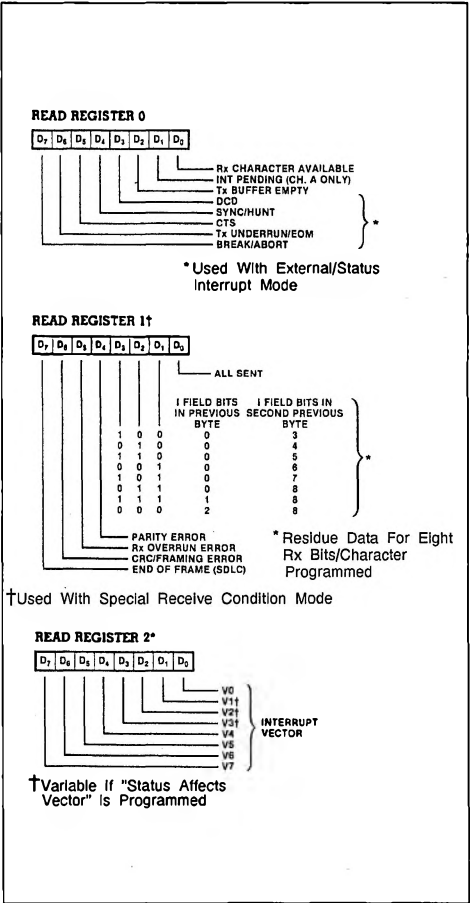 READ REGISTER 0
D7 D6 D5 D4 D3 D2 D1 D0
Rx CHARACTER AVAILABLE
INT PENDING (CH. A ONLY)
Tx BUFFER EMPTY
DCD
SYNC/HUNT
CTS
Tx UNDERRUN/EOM
BREAK/ABORT
*
*Used With External/Status
Interrupt Mode
READ REGISTER 1†
D7 D6 D5 D4 D3 D2 D1 D0
ALL SENT
I FIELD BITS I FIELD BITS IN
IN PREVIOUS SECOND PREVIOUS
BYTE BYTE
1 0 0 0 3
0 1 0 0 4
1 1 0 0 5
0 0 1 0 6
1 0 1 0 7
0 1 1 0 8
1 1 1 1 8
0 0 0 2 8
*
PARITY ERROR
Rx OVERRUN ERROR
CRC/FRAMING ERROR
END OF FRAME (SDLC)
*Residue Data For Eight
Rx Bits/Character
Programmed
†Used With Special Receive Condition Mode
READ REGISTER 2*
D7 D6 D5 D4 D3 D2 D1 D0
V0
V1†
V2†
V3†
V4
V5
V6
V7
INTERRUPT
VECTOR
†Variable If "Status Affects
Vector" Is Programmed